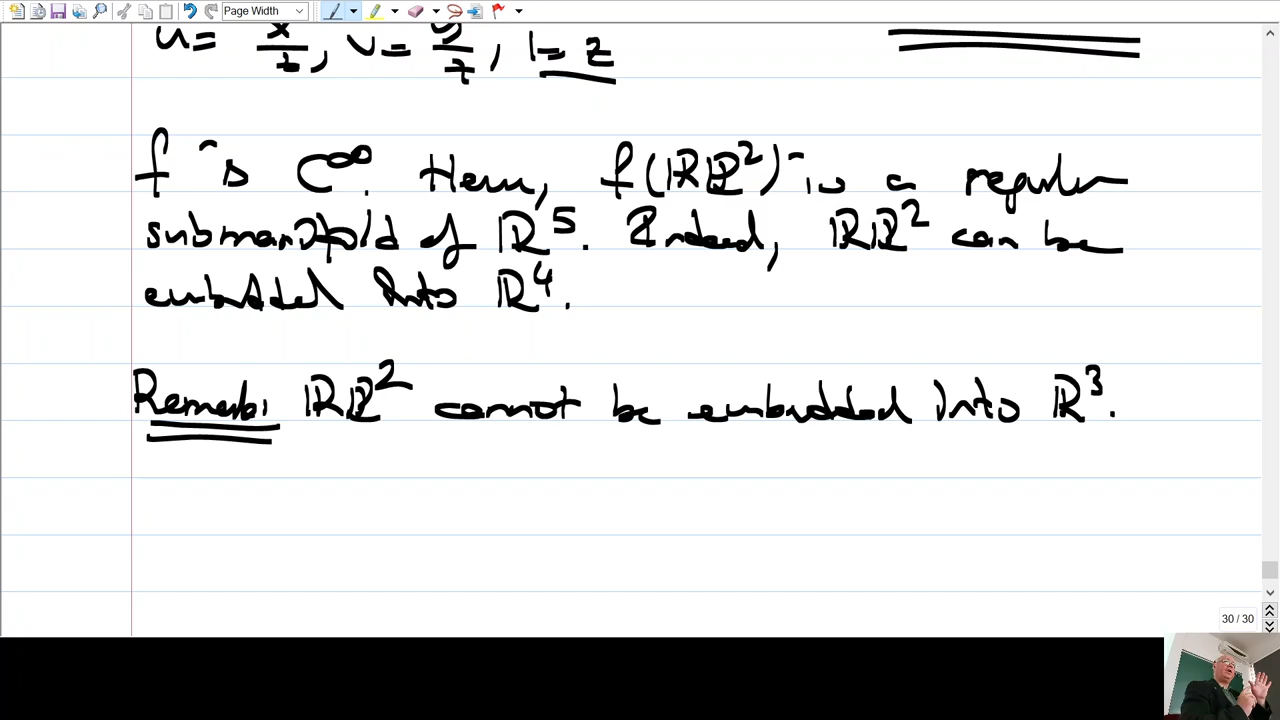 Page Width
u = x/z, v = y/z, 1 = z
f is C^∞. Hence, f(ℝℙ²) is a regular
submanifold of ℝ⁵. Indeed, ℝℙ² can be
embedded into ℝ⁴.
Remark: ℝℙ² cannot be embedded into ℝ³.
30 / 30